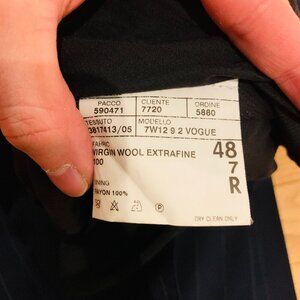 PACCO CLIENTE ORDINE
590471 7720 5860
TESSUTO MODELLO
3817413/05 7W12 9 2 VOGUE
FABRIC
VIRGIN WOOL EXTRAFINE 48
100 7
LINING R
RAYON 100%
DRY CLEAN ONLY